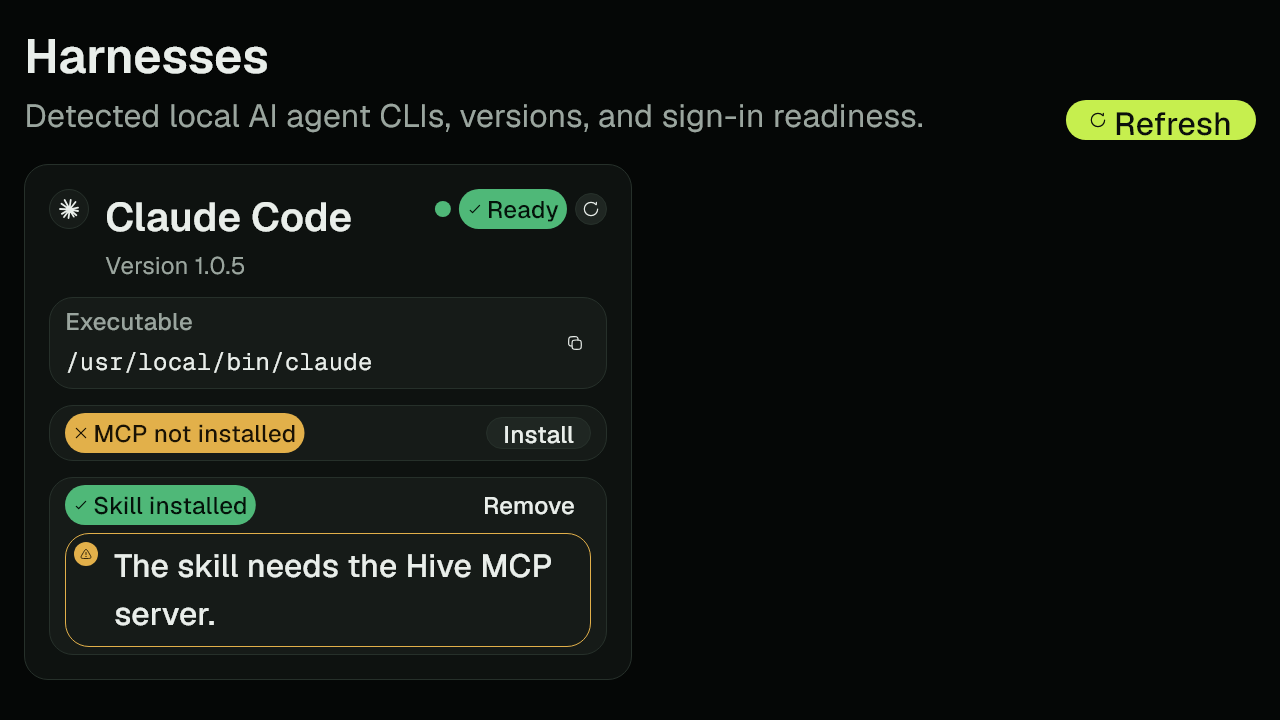 Harnesses
Detected local AI agent CLIs, versions, and sign-in readiness.
Refresh
Claude Code
Ready
Version 1.0.5
Executable
/usr/local/bin/claude
MCP not installed
Install
Skill installed
Remove
The skill needs the Hive MCP
server.